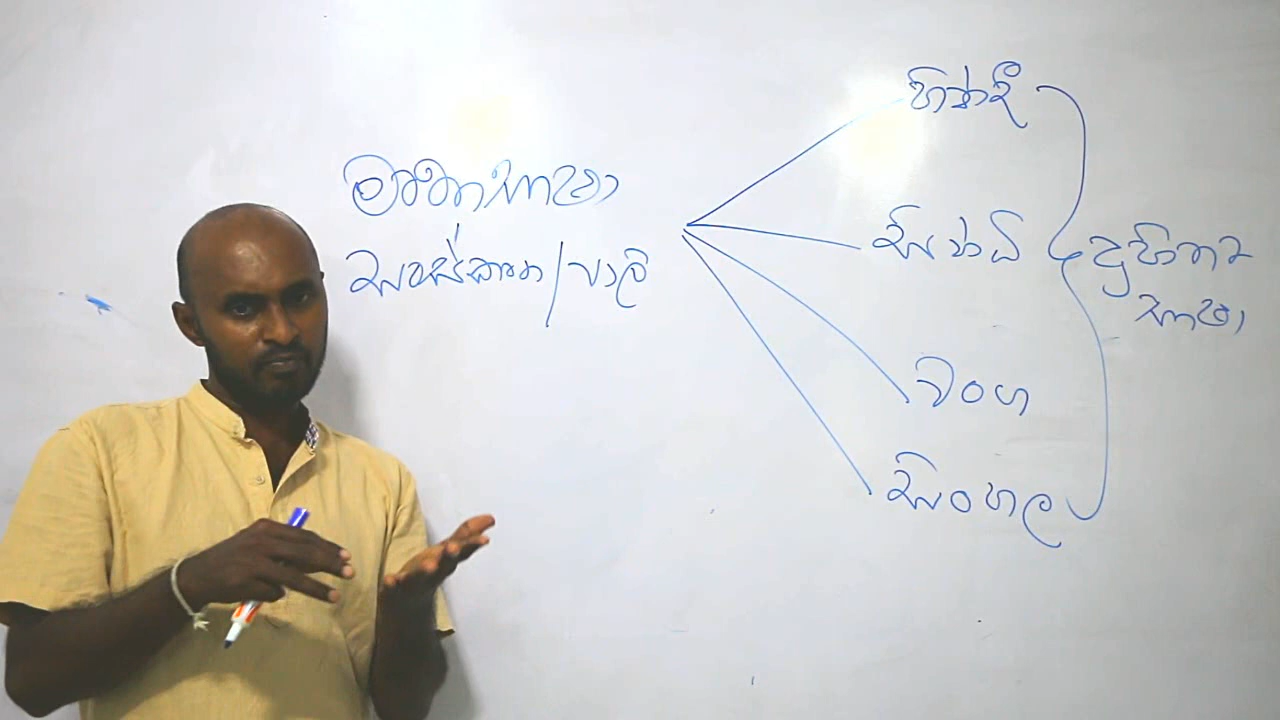 මාතෘභාෂා
සංස්කෘත/පාලි
හින්දි
සින්ධි
වංග
සිංහල
දුහිතෘ
භාෂා